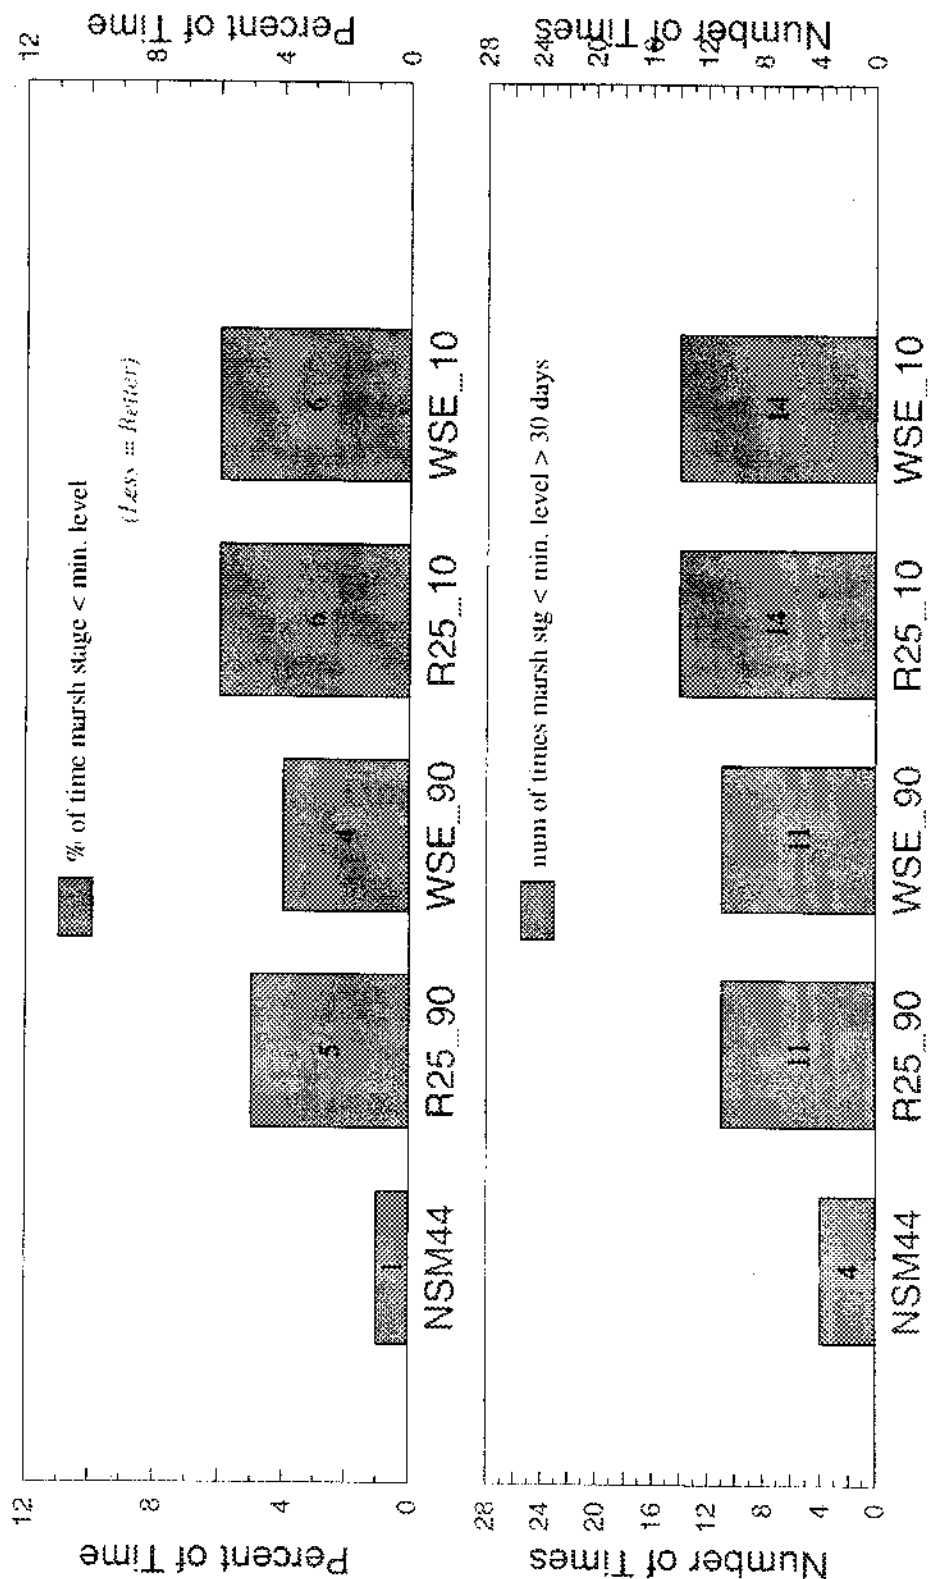 12
8
4
0
Percent of Time
% of time marsh stage < min. level
(Less = Better)
1
5
4
6
6
12
8
4
0
Percent of Time
NSM44
R25_90
WSE_90
R25_10
WSE_10
28
24
20
16
12
8
4
0
Number of Times
num of times marsh stg < min. level > 30 days
4
11
11
14
14
28
24
20
16
12
8
4
0
Number of Times
NSM44
R25_90
WSE_90
R25_10
WSE_10